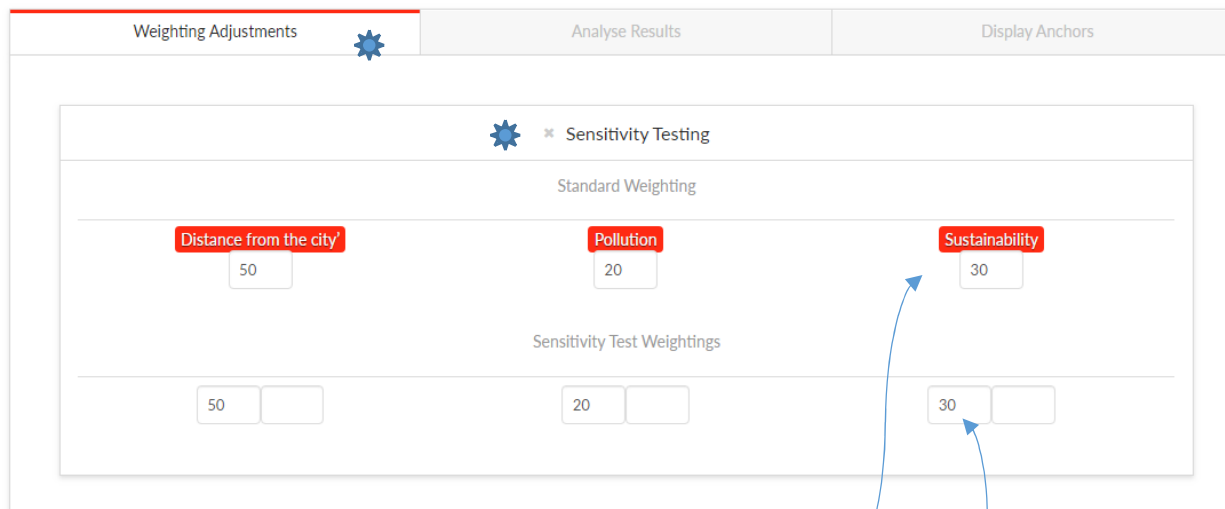 Weighting Adjustments Analyse Results Display Anchors
✖ Sensitivity Testing
Standard Weighting
Distance from the city' Pollution Sustainability
50 20 30
Sensitivity Test Weightings
50 20 30